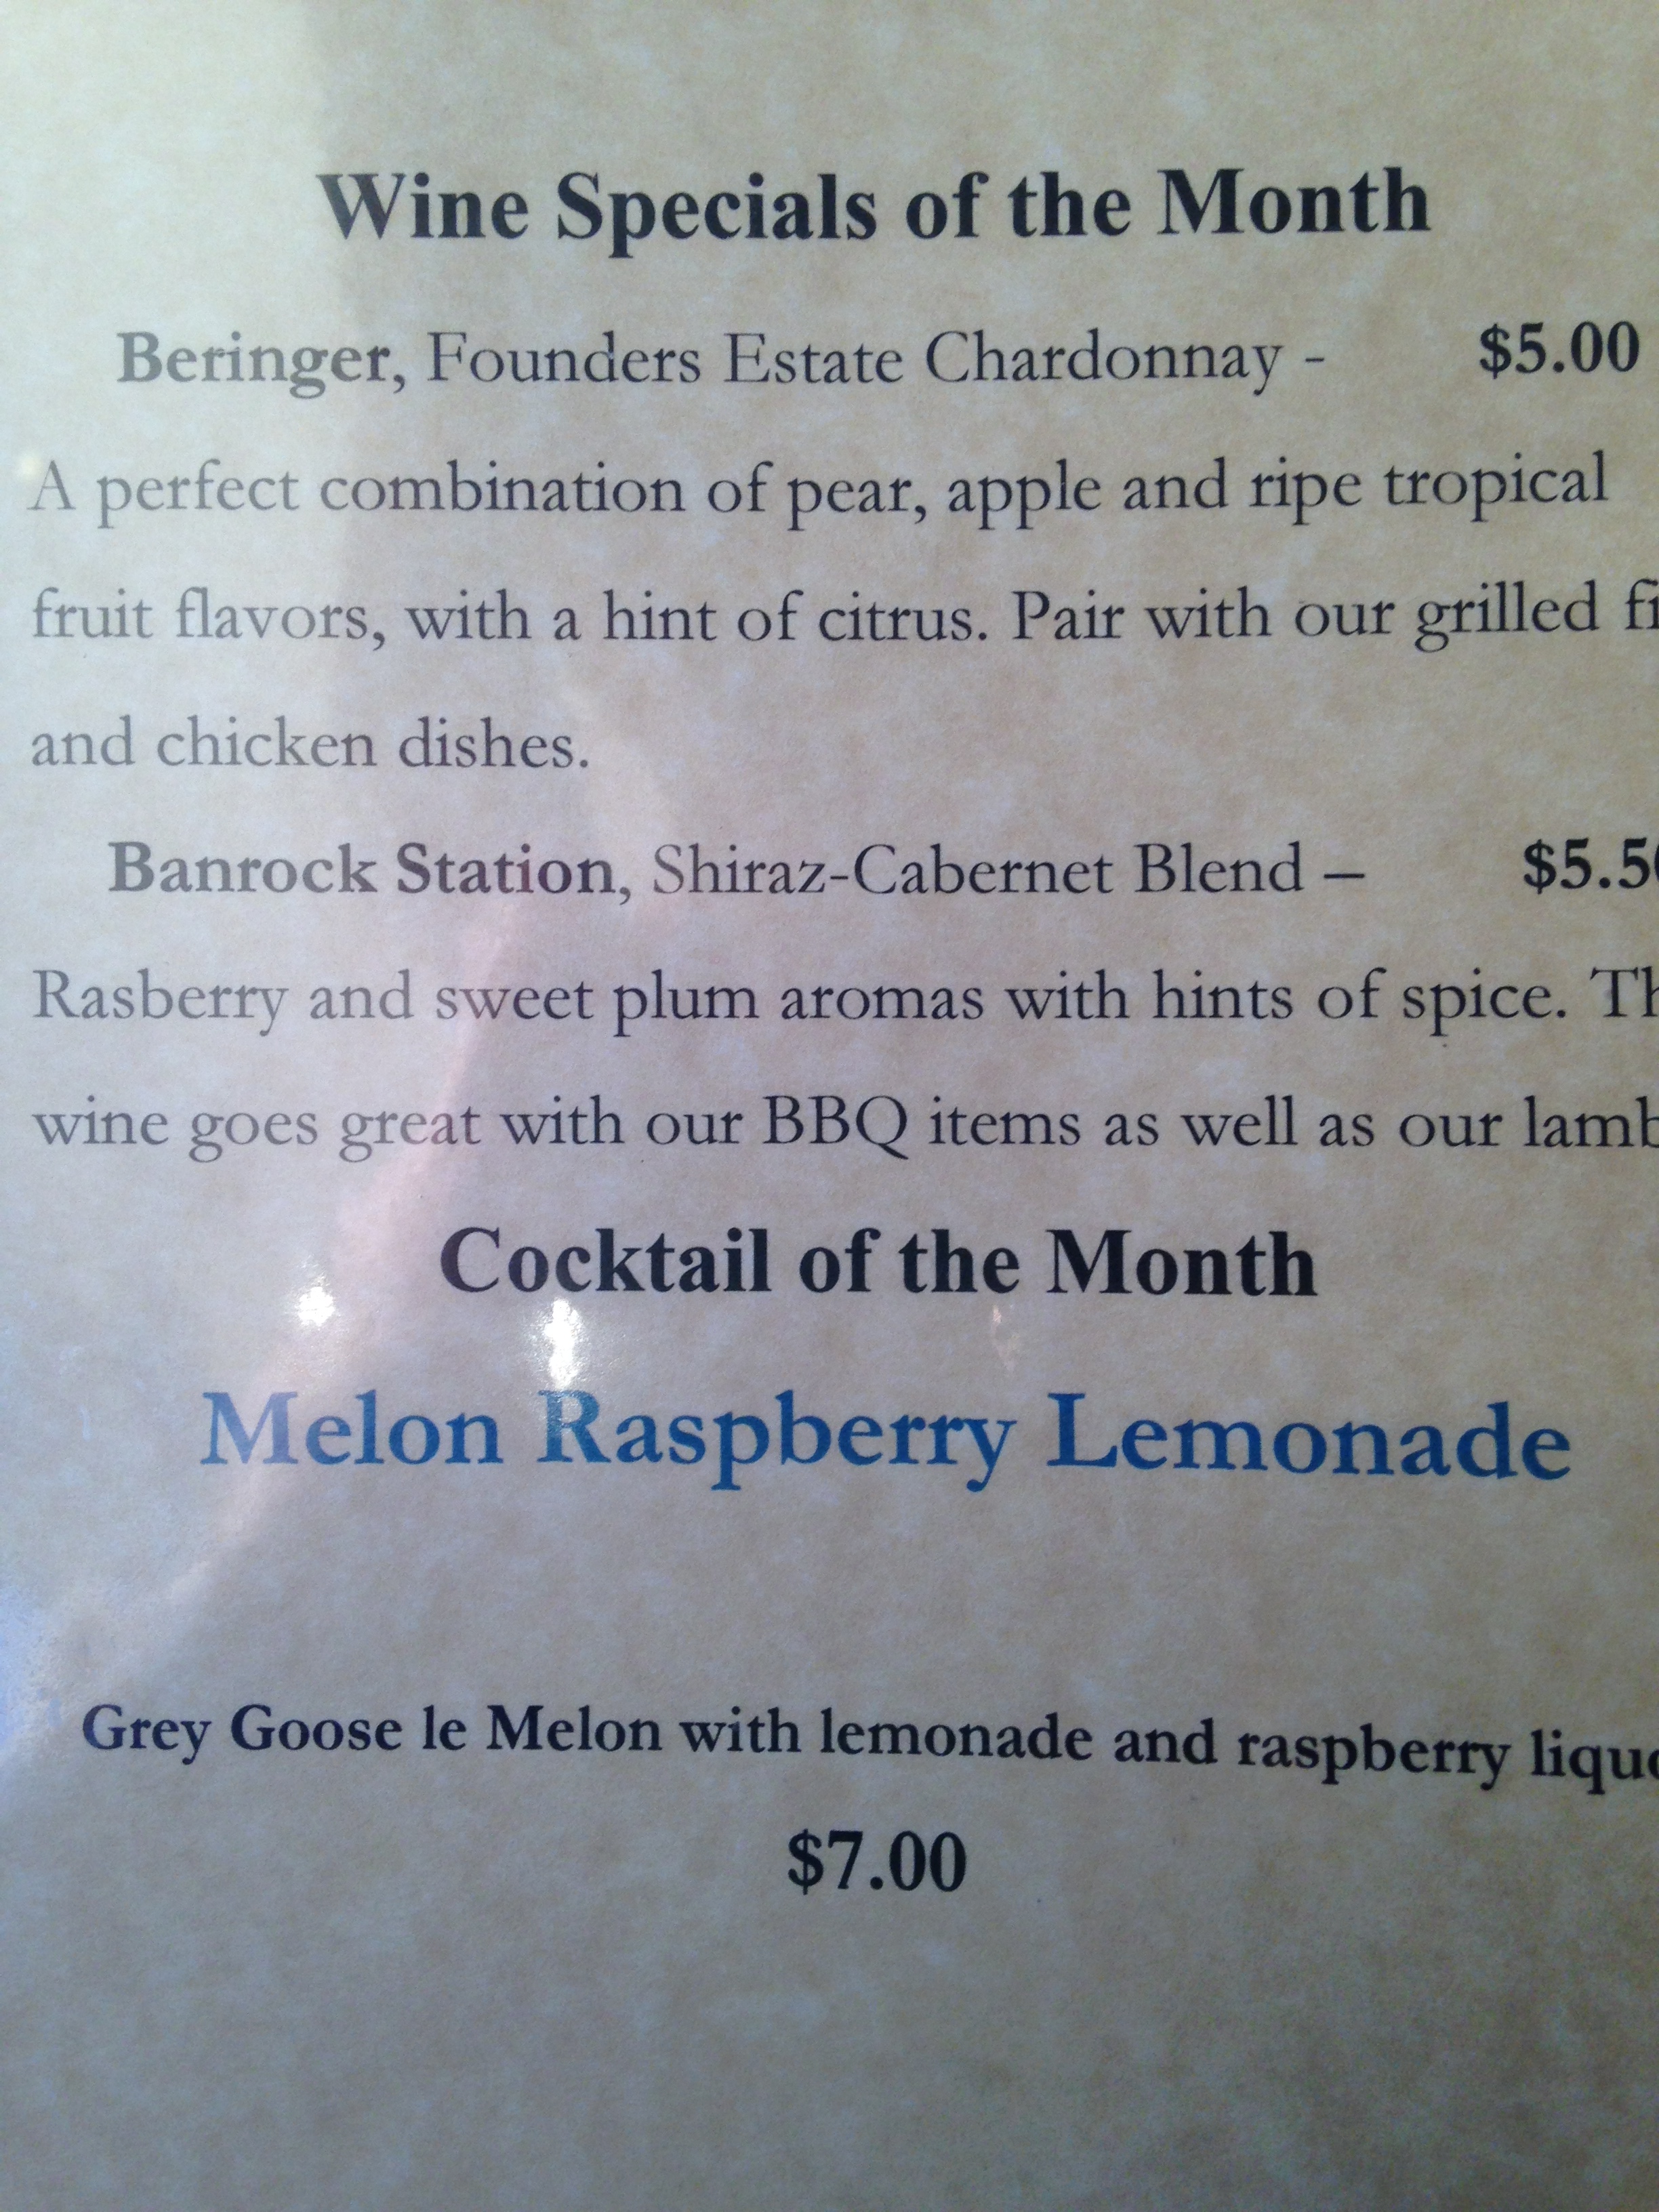 Wine Specials of the Month
Beringer, Founders Estate Chardonnay - $5.00
A perfect combination of pear, apple and ripe tropical
fruit flavors, with a hint of citrus. Pair with our grilled
and chicken dishes.
Banrock Station, Shiraz-Cabernet Blend – $5.5
Rasberry and sweet plum aromas with hints of spice.
wine goes great with our BBQ items as well as our lamb
Cocktail of the Month
Melon Raspberry Lemonade
Grey Goose le Melon with lemonade and raspberry
$7.00